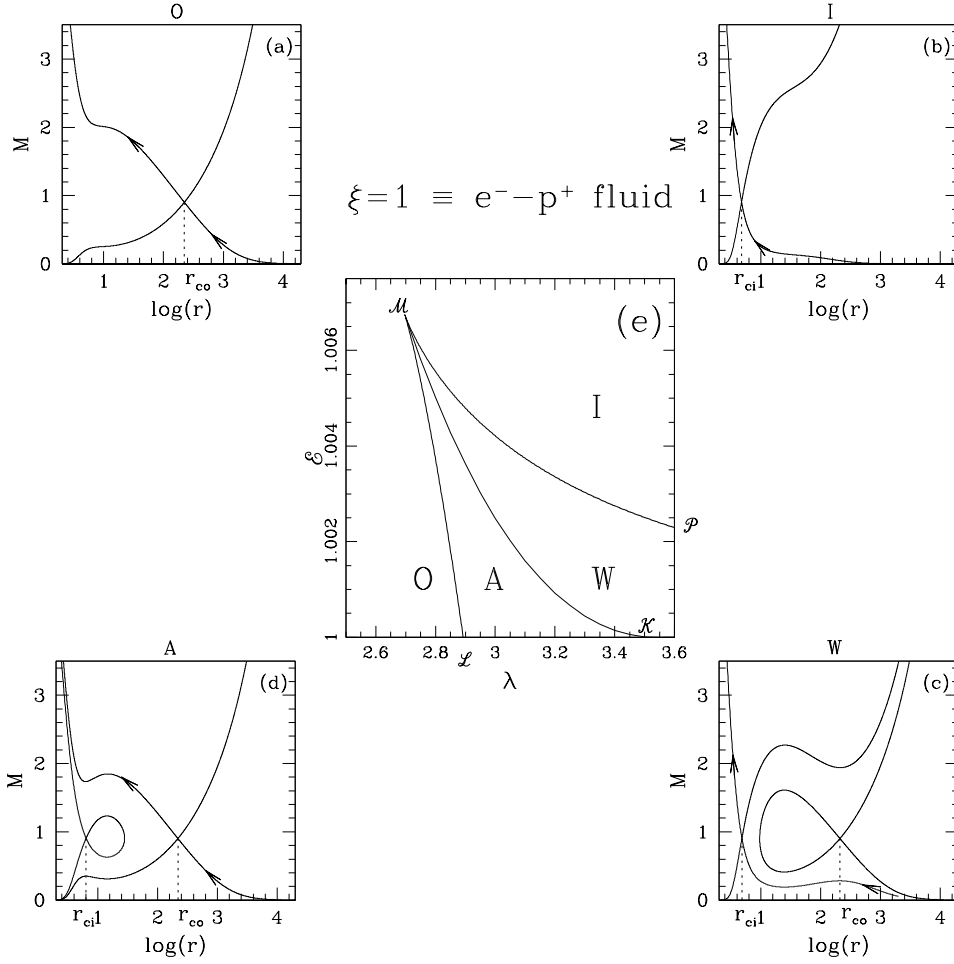 O
(a)
3
2
1
0
M
1
2
r_co
3
4
log(r)
I
(b)
3
2
1
0
M
r_ci
1
2
3
4
log(r)
ξ=1 ≡ e⁻−p⁺ fluid
(e)
ℳ
I
1.006
1.004
1.002
1
ℰ
𝒫
O
A
W
𝒦
2.6
2.8
3
3.2
3.4
3.6
ℒ
λ
A
(d)
3
2
1
0
M
r_ci
1
2
r_co
3
4
log(r)
W
(c)
3
2
1
0
M
r_ci
1
2
r_co
3
4
log(r)